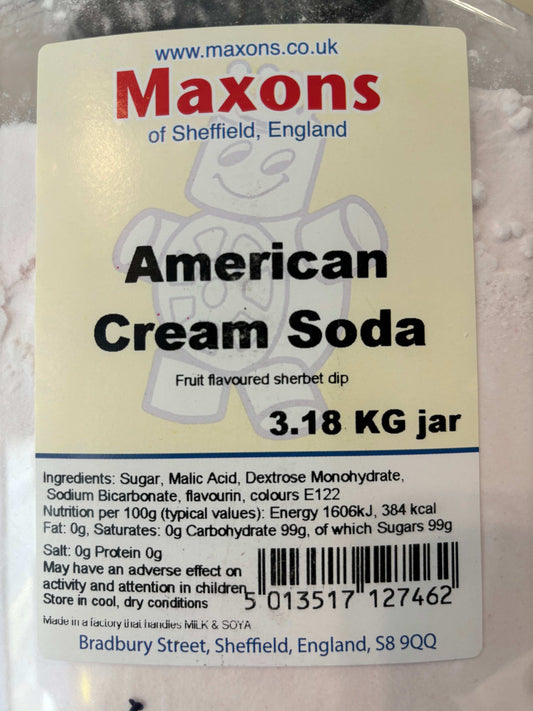 www.maxons.co.uk
Maxons
of Sheffield, England
American
Cream Soda
Fruit flavoured sherbet dip
3.18 KG jar
Ingredients: Sugar, Malic Acid, Dextrose Monohydrate,
Sodium Bicarbonate, flavourin, colours E122
Nutrition per 100g (typical values): Energy 1606kJ, 384 kcal
Fat: 0g, Saturates: 0g Carbohydrate 99g, of which Sugars 99g
Salt: 0g Protein 0g
May have an adverse effect on
activity and attention in children
Store in cool, dry conditions
5 013517 127462
Made in a factory that handles MILK & SOYA
Bradbury Street, Sheffield, England, S8 9QQ